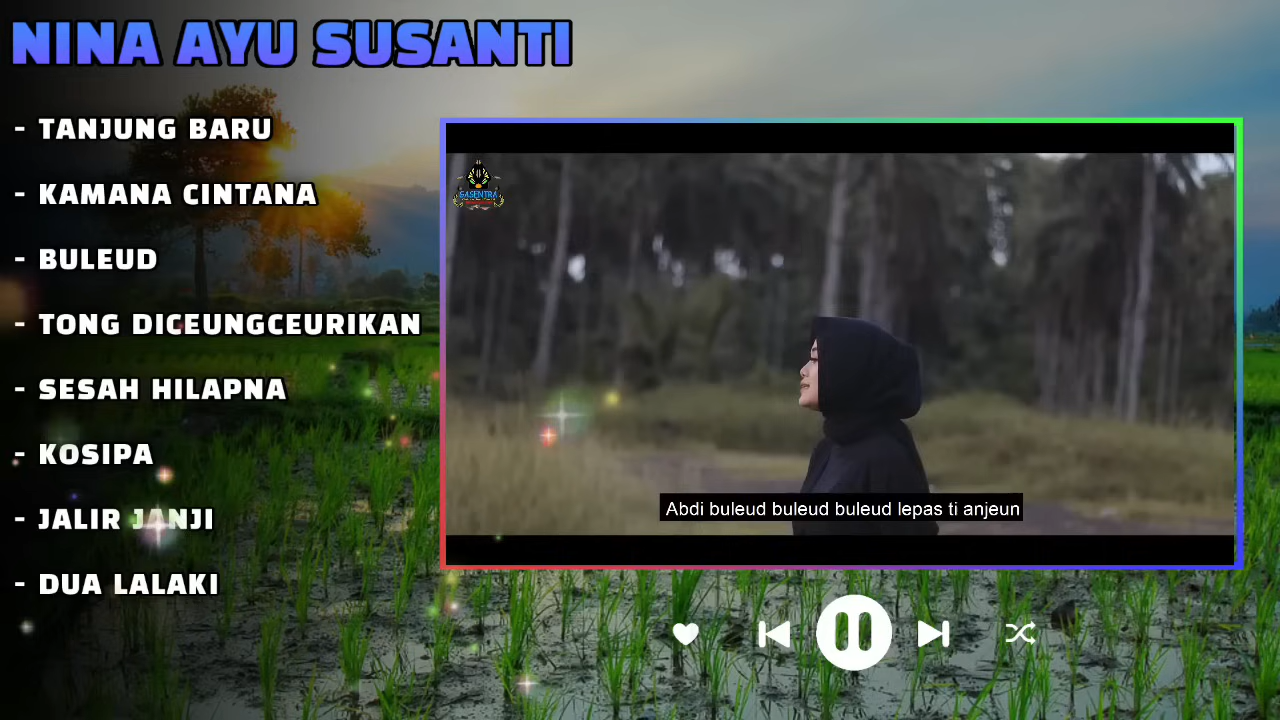 NINA AYU SUSANTI
- TANJUNG BARU
- KAMANA CINTANA
- BULEUD
- TONG DICEUNGCEURIKAN
- SESAH HILAPNA
- KOSIPA
- JALIR JANJI
- DUA LALAKI
GASENTRA
Abdi buleud buleud buleud lepas ti anjeun